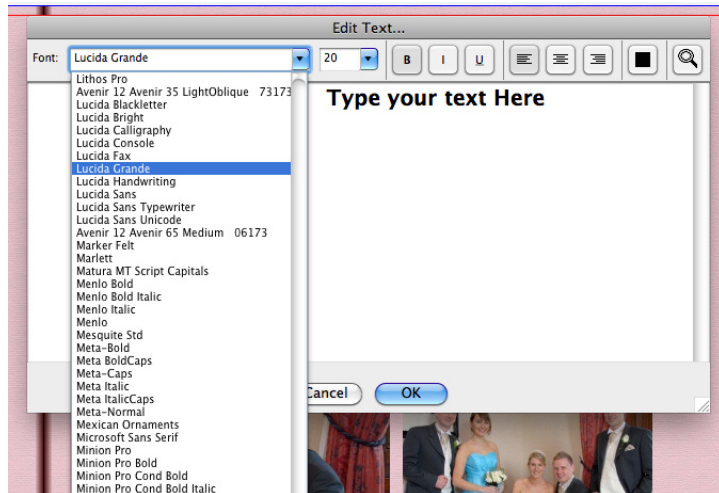 Edit Text...
Font: Lucida Grande 20 B I U
Type your text Here
Lithos Pro
Avenir 12 Avenir 35 LightOblique 73173
Lucida Blackletter
Lucida Bright
Lucida Calligraphy
Lucida Console
Lucida Fax
Lucida Grande
Lucida Handwriting
Lucida Sans
Lucida Sans Typewriter
Lucida Sans Unicode
Avenir 12 Avenir 65 Medium 06173
Marker Felt
Marlett
Matura MT Script Capitals
Menlo Bold
Menlo Bold Italic
Menlo Italic
Menlo
Mesquite Std
Meta-Bold
Meta BoldCaps
Meta-Caps
Meta Italic
Meta ItalicCaps
Meta-Normal
Mexican Ornaments
Microsoft Sans Serif
Minion Pro
Minion Pro Bold
Minion Pro Cond Bold
Minion Pro Cond Bold Italic
Cancel OK